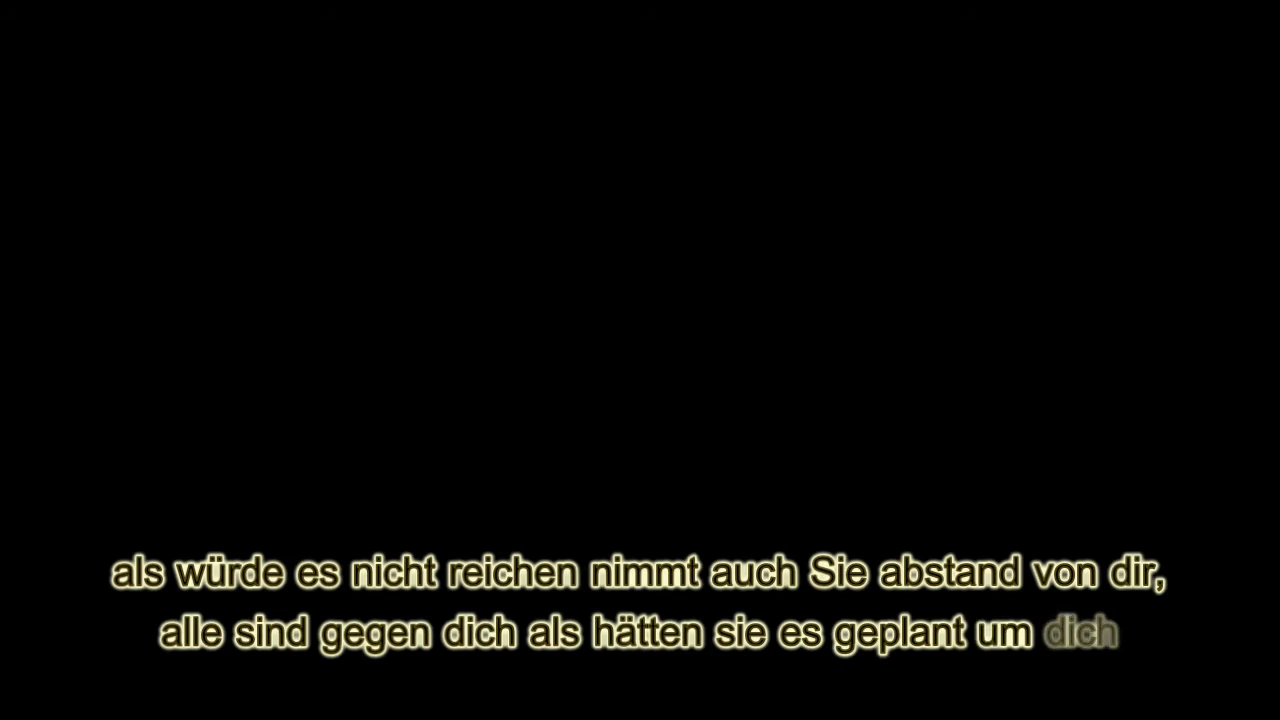 als würde es nicht reichen nimmt auch Sie abstand von dir,
alle sind gegen dich als hätten sie es geplant um dich